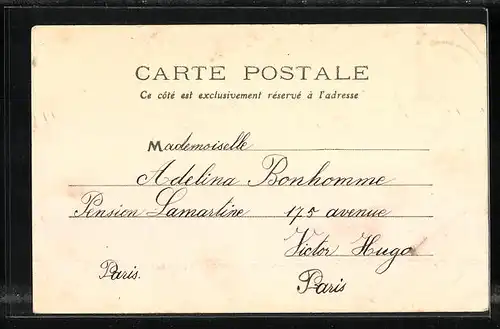 CARTE POSTALE
Ce côté est exclusivement réservé à l'adresse
Mademoiselle
Adelina Bonhomme
Pension Lamartine 175 avenue
Victor Hugo
Paris. Paris